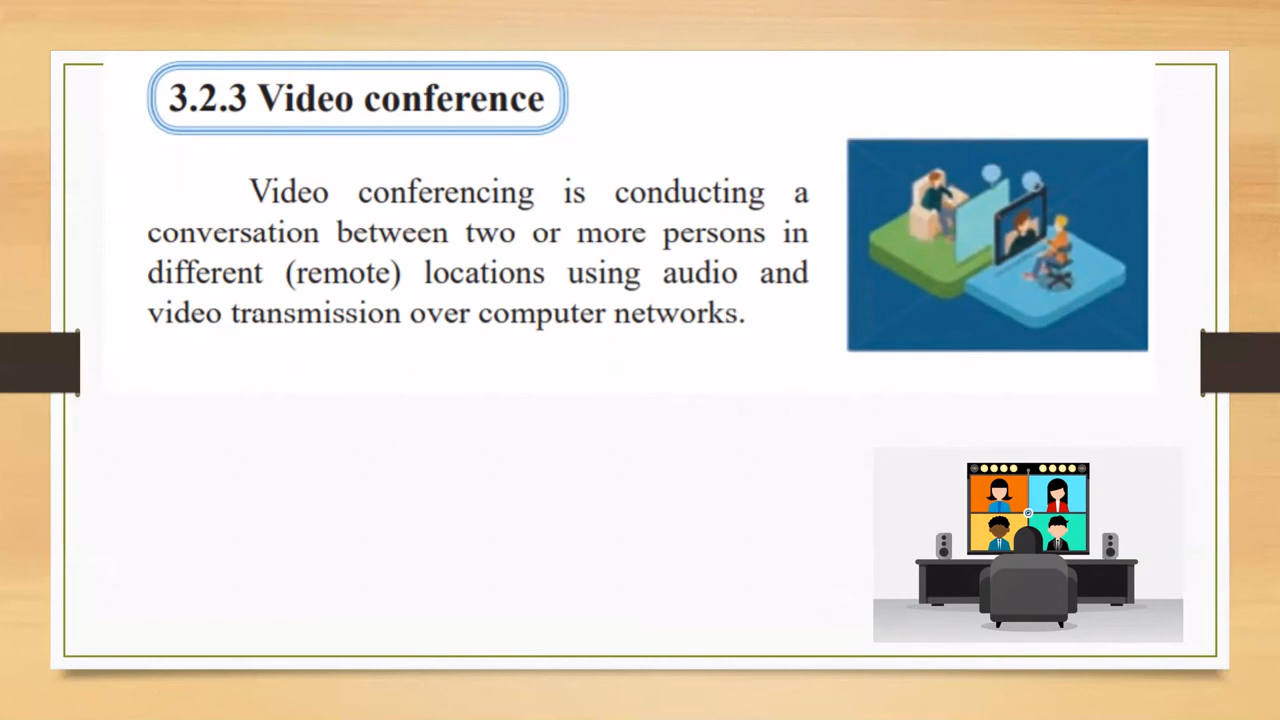 3.2.3 Video conference
Video conferencing is conducting a
conversation between two or more persons in
different (remote) locations using audio and
video transmission over computer networks.